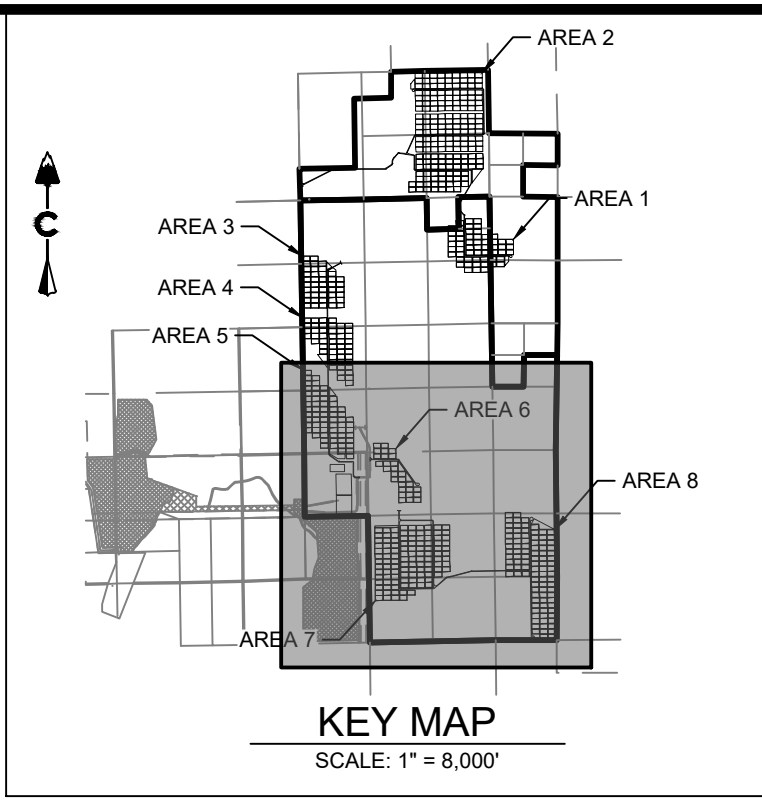 AREA 2
AREA 1
AREA 3
AREA 4
AREA 5
AREA 6
AREA 8
AREA 7
C
KEY MAP
SCALE: 1" = 8,000'